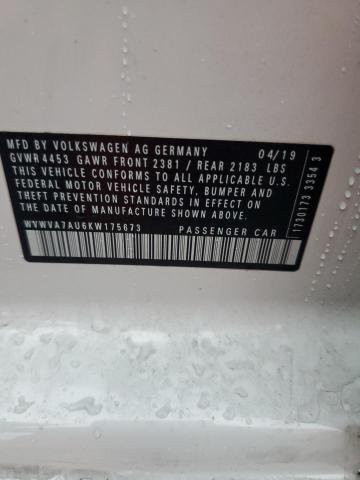 MFD BY VOLKSWAGEN AG GERMANY 04/19
GVWR 4453 GAWR FRONT 2381 / REAR 2183 LBS
THIS VEHICLE CONFORMS TO ALL APPLICABLE U.S.
FEDERAL MOTOR VEHICLE SAFETY, BUMPER AND
THEFT PREVENTION STANDARDS IN EFFECT ON
THE DATE OF MANUFACTURE SHOWN ABOVE
WVWVA7AU6KW175673 PASSENGER CAR
1730173 3354 3